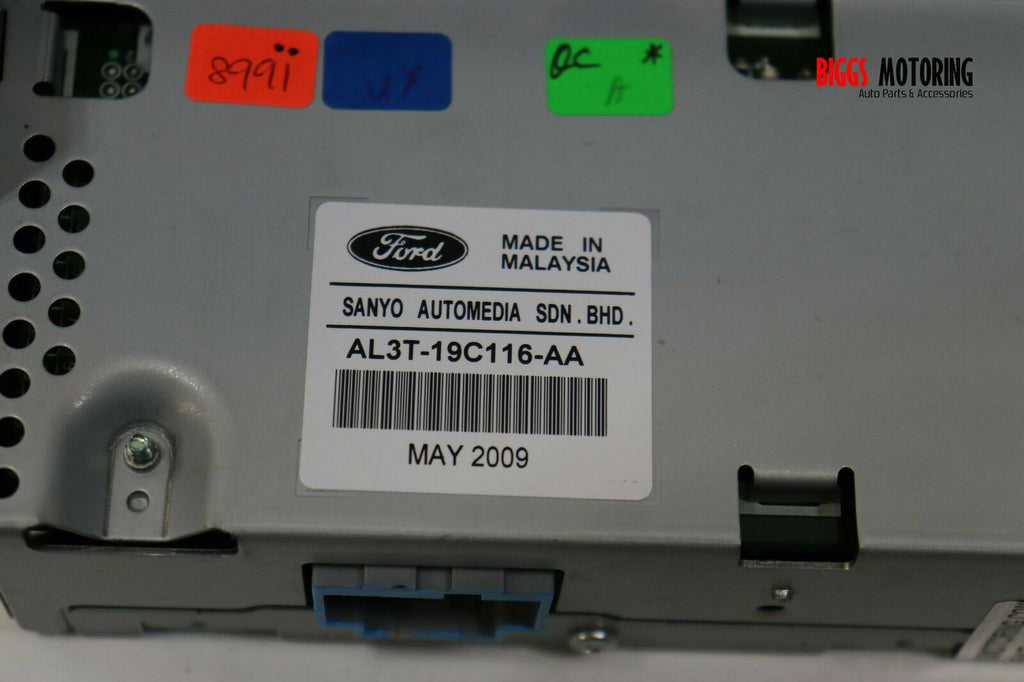 899ï
UX
QC *
A
BIGGS MOTORING
Auto Parts & Accessories
Ford
MADE IN
MALAYSIA
SANYO AUTOMEDIA SDN. BHD.
AL3T-19C116-AA
MAY 2009